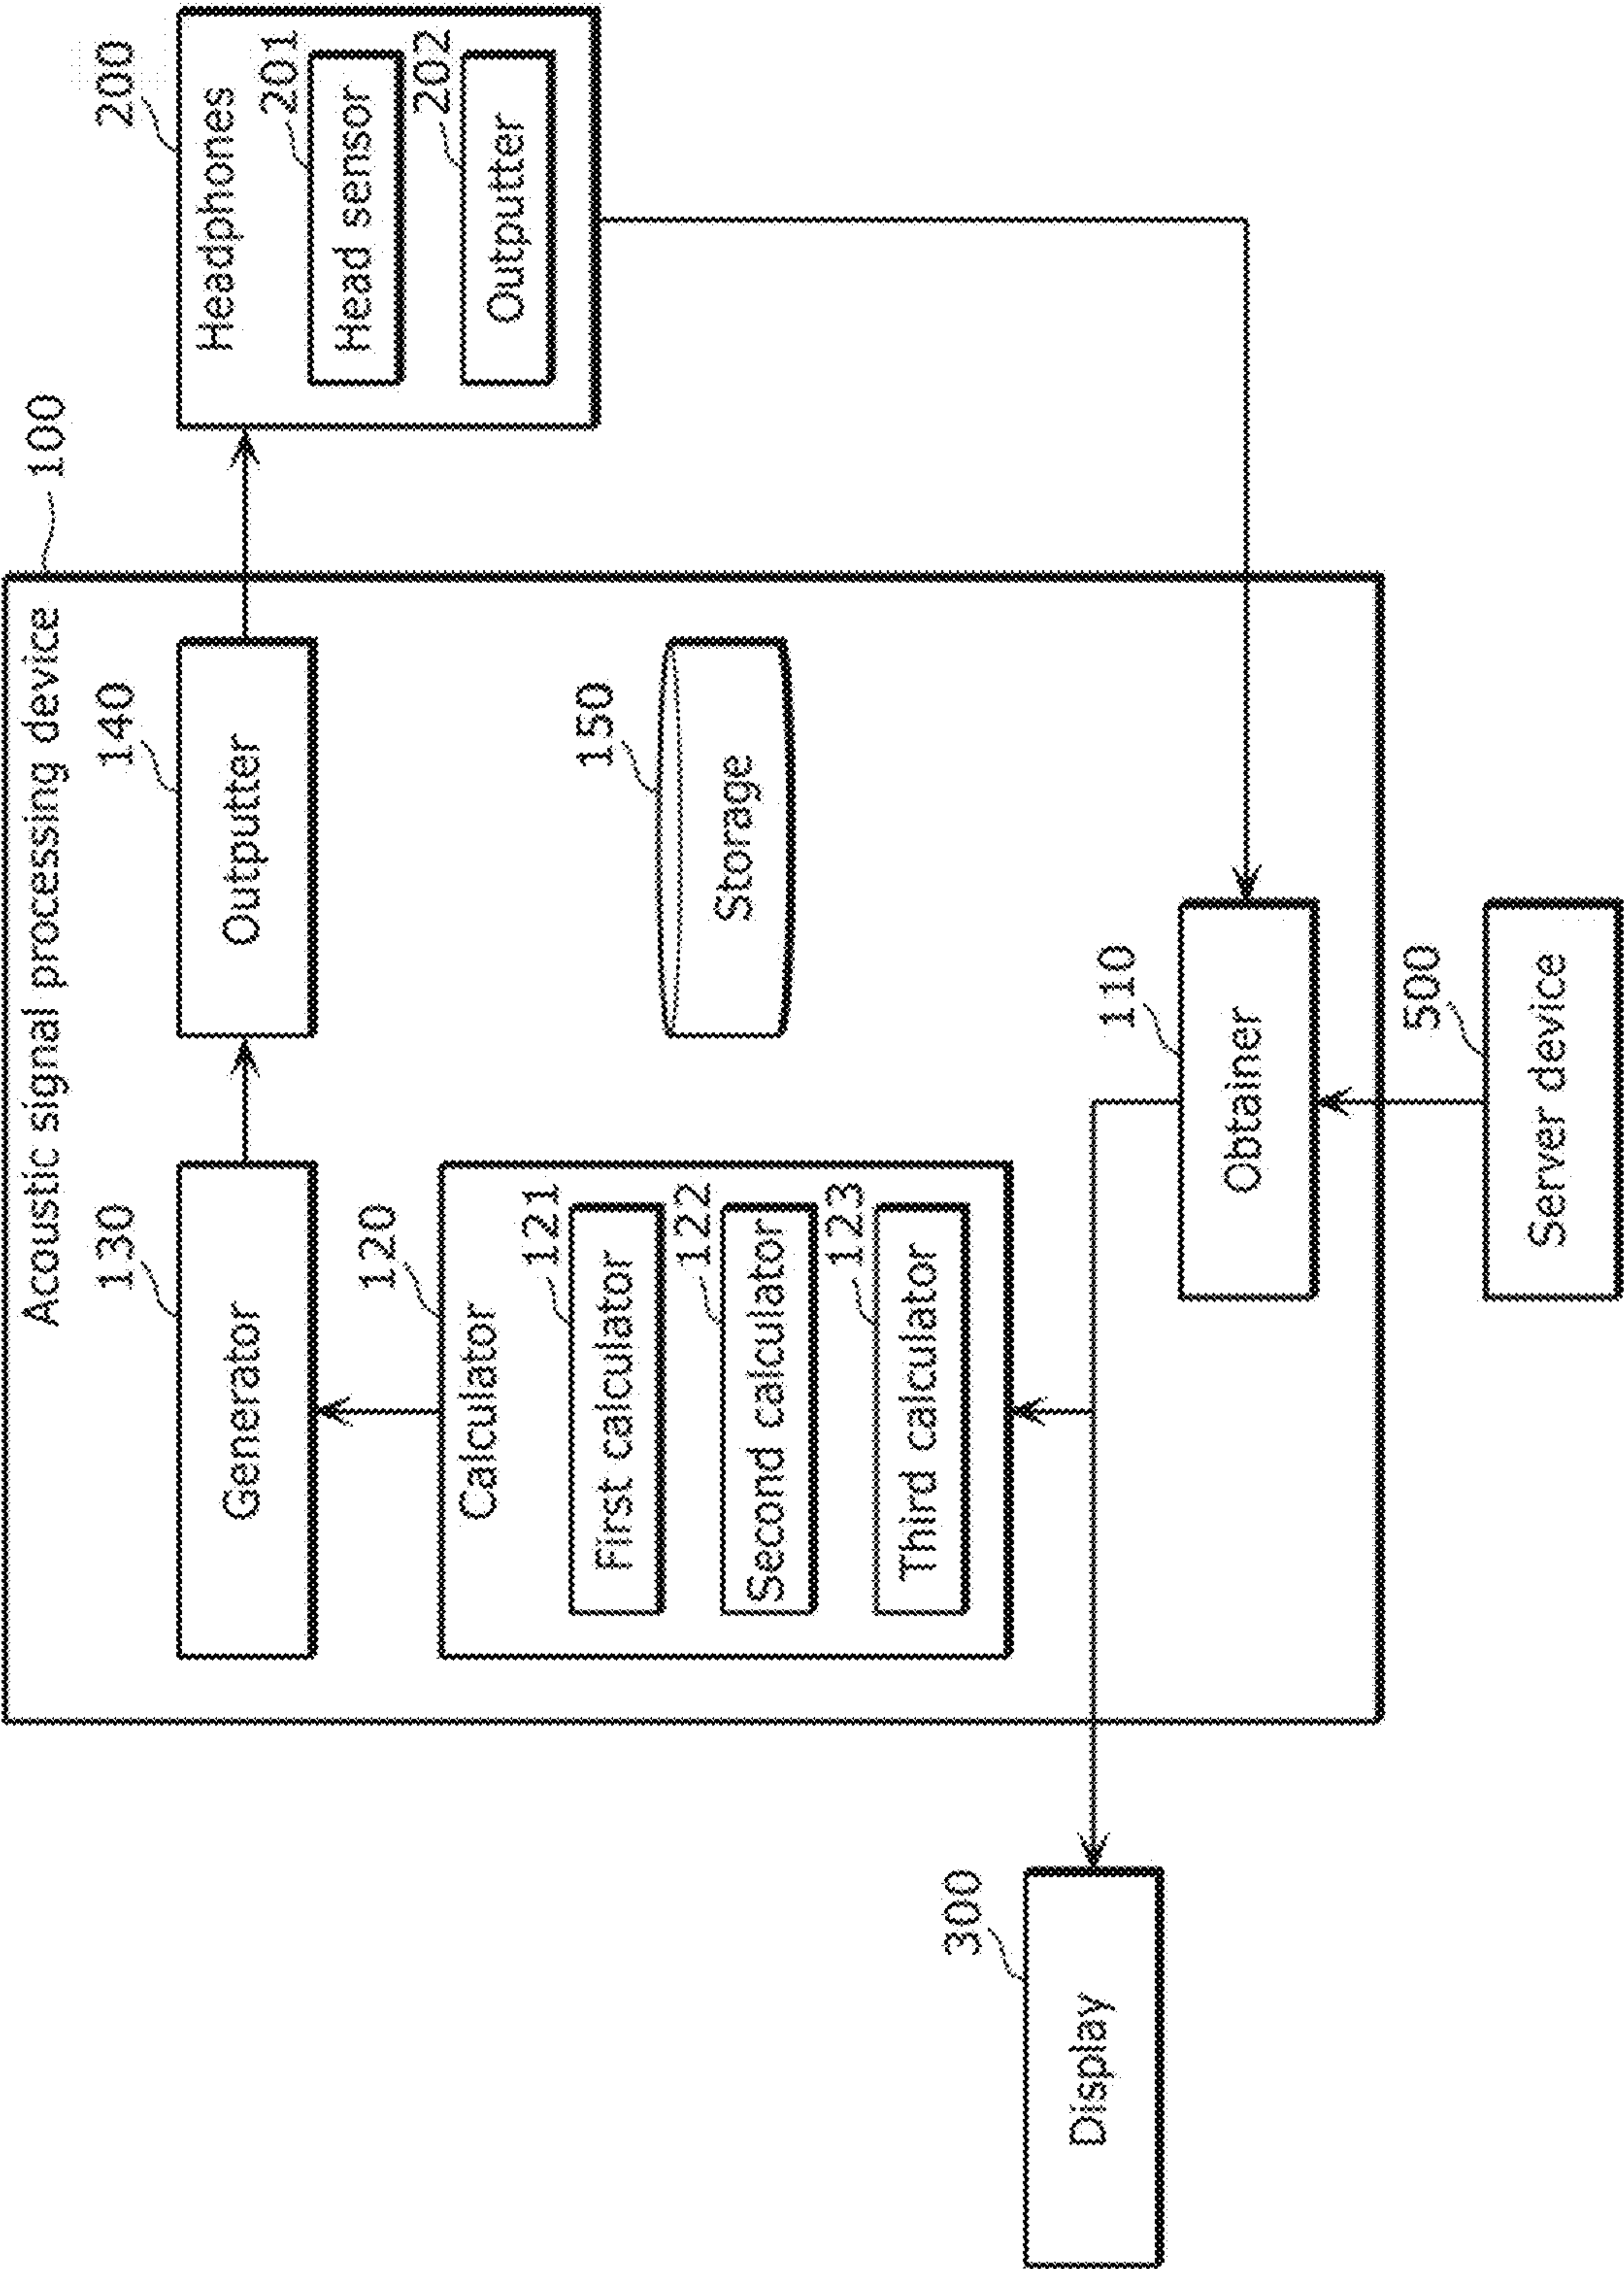 100
Acoustic signal processing device
130
Generator
140
Outputter
200
Headphones
201
Head sensor
202
Outputter
120
Calculator
121
First calculator
122
Second calculator
123
Third calculator
150
Storage
300
Display
110
Obtainer
500
Server device